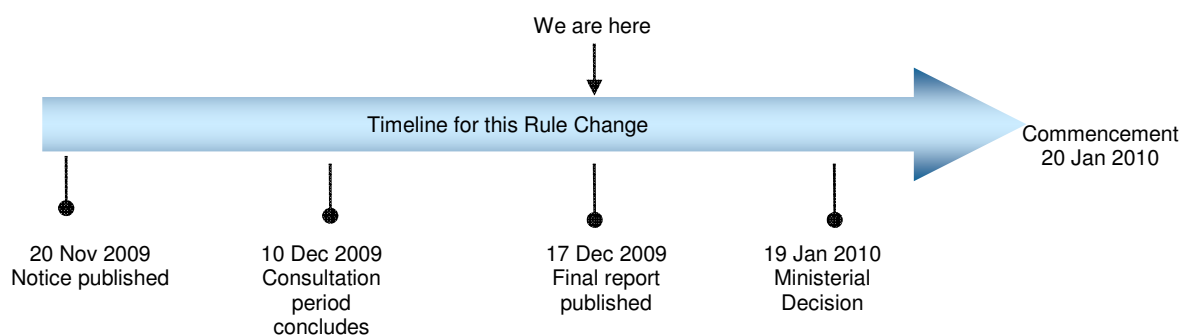 We are here
Timeline for this Rule Change
Commencement
20 Jan 2010
20 Nov 2009
Notice published
10 Dec 2009
Consultation
period
concludes
17 Dec 2009
Final report
published
19 Jan 2010
Ministerial
Decision